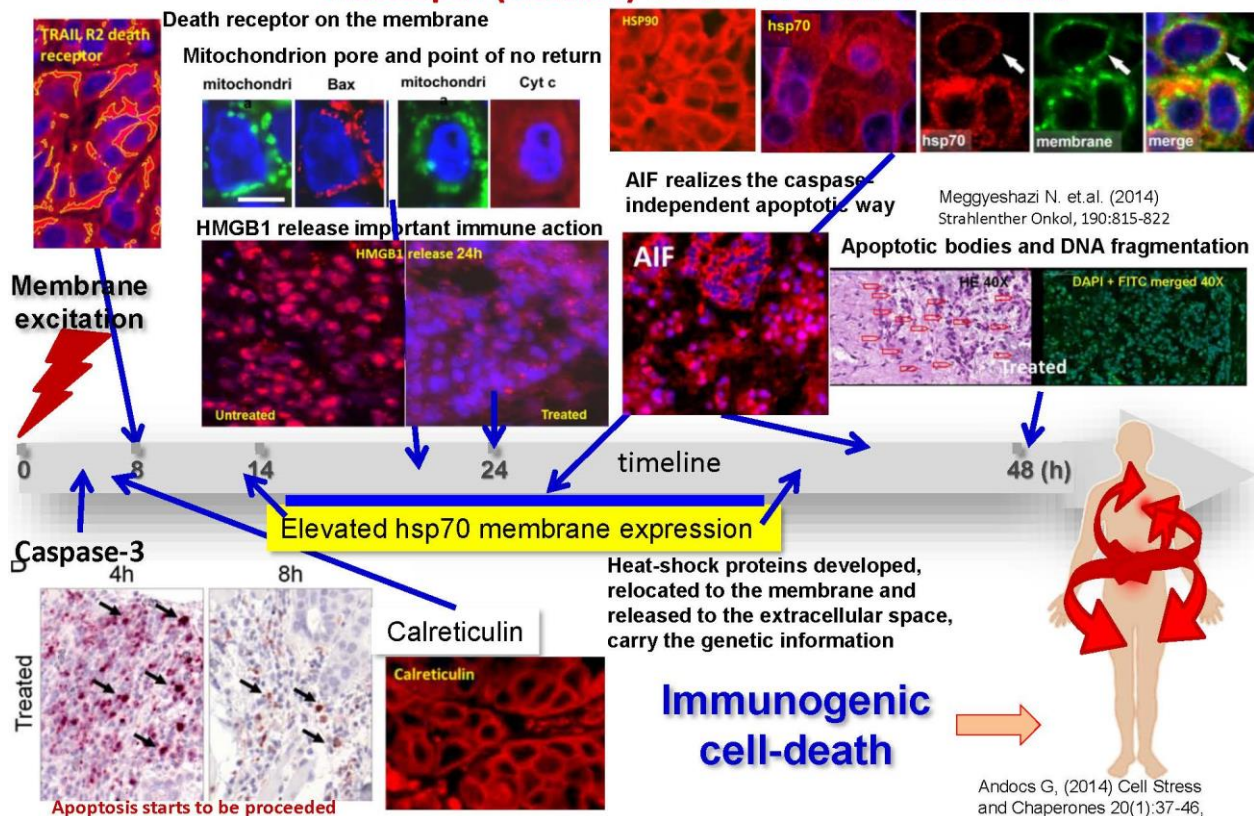 Death receptor on the membrane
TRAIL R2 death
receptor
Mitochondrion pore and point of no return
mitochondri
a
Bax
mitochondri
a
Cyt c
HSP90
hsp70
hsp70
membrane
merge
HMGB1 release important immune action
HMGB1 release 24h
Untreated
Treated
AIF realizes the caspase-
independent apoptotic way
AIF
Meggyeshazi N. et.al. (2014)
Strahlenther Onkol, 190:815-822
Apoptotic bodies and DNA fragmentation
HE 40X
DAPI + FITC merged 40X
Treated
Membrane
excitation
0
8
14
24
timeline
48 (h)
Elevated hsp70 membrane expression
Caspase-3
4h
8h
Treated
Apoptosis starts to be proceeded
Calreticulin
Calreticulin
Heat-shock proteins developed,
relocated to the membrane and
released to the extracellular space,
carry the genetic information
Immunogenic
cell-death
Andocs G, (2014) Cell Stress
and Chaperones 20(1):37-46,